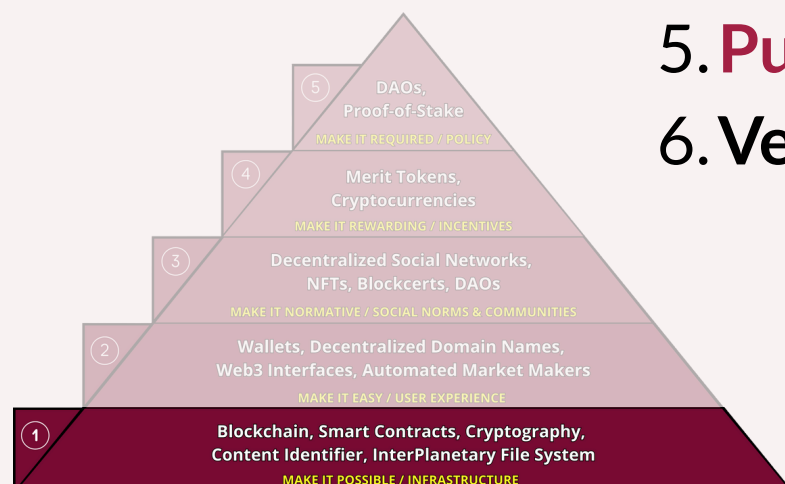 5. Pu
6. Ve
5
DAOs,
Proof-of-Stake
MAKE IT REQUIRED / POLICY
4
Merit Tokens,
Cryptocurrencies
MAKE IT REWARDING / INCENTIVES
3
Decentralized Social Networks,
NFTs, Blockcerts, DAOs
MAKE IT NORMATIVE / SOCIAL NORMS & COMMUNITIES
2
Wallets, Decentralized Domain Names,
Web3 Interfaces, Automated Market Makers
MAKE IT EASY / USER EXPERIENCE
1
Blockchain, Smart Contracts, Cryptography,
Content Identifier, InterPlanetary File System
MAKE IT POSSIBLE / INFRASTRUCTURE